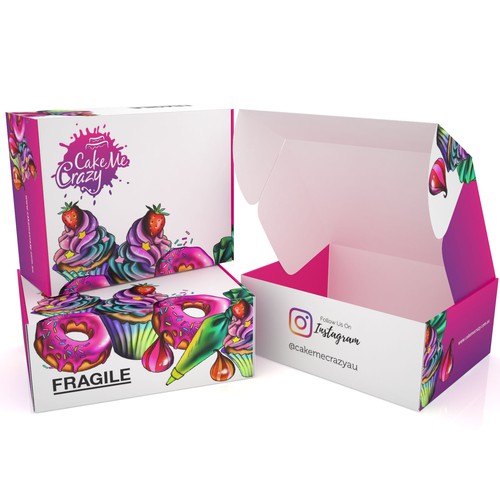 Cake Me
Crazy
FRAGILE
Follow Us On
Instagram
@cakemecrazyau